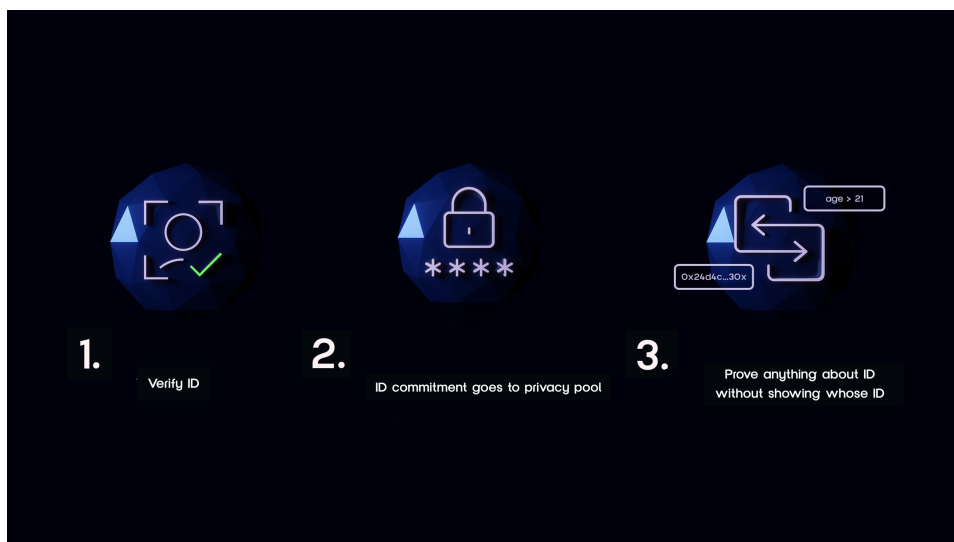 age > 21
0x24d4c...30x
* * * *
1.
Verify ID
2.
ID commitment goes to privacy pool
3.
Prove anything about ID
without showing whose ID